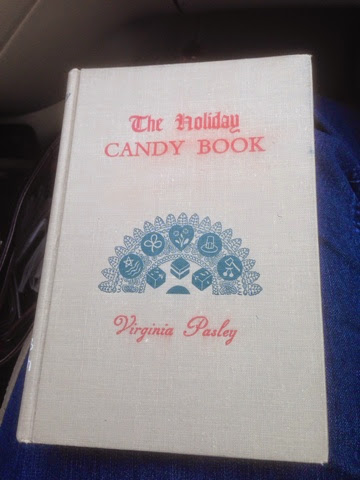 The Holiday
CANDY BOOK
Virginia Pasley